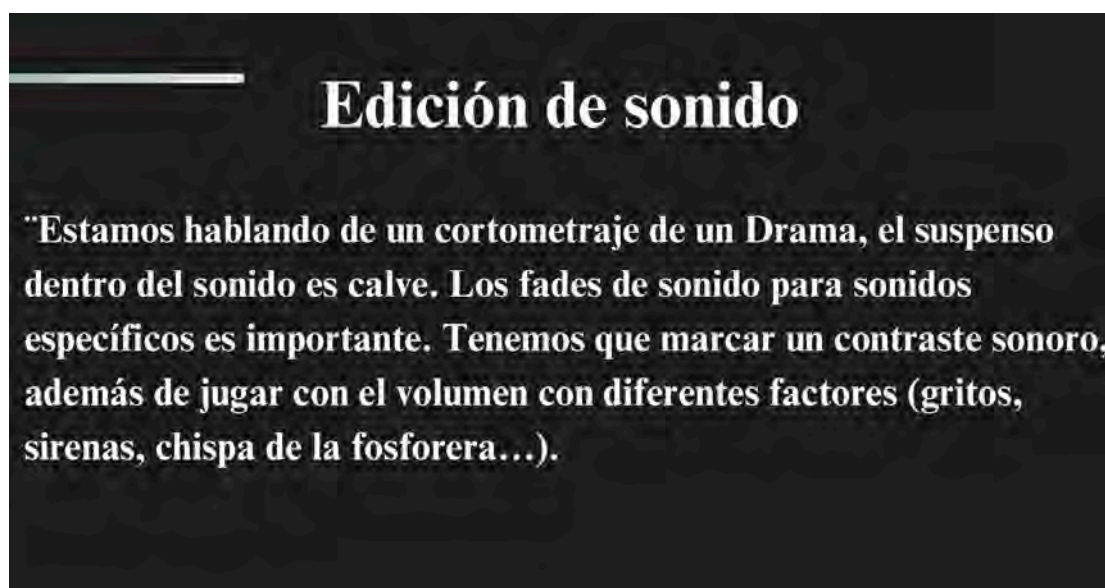 Edición de sonido
¨Estamos hablando de un cortometraje de un Drama, el suspenso
dentro del sonido es calve. Los fades de sonido para sonidos
específicos es importante. Tenemos que marcar un contraste sonoro,
además de jugar con el volumen con diferentes factores (gritos,
sirenas, chispa de la fosforera…).